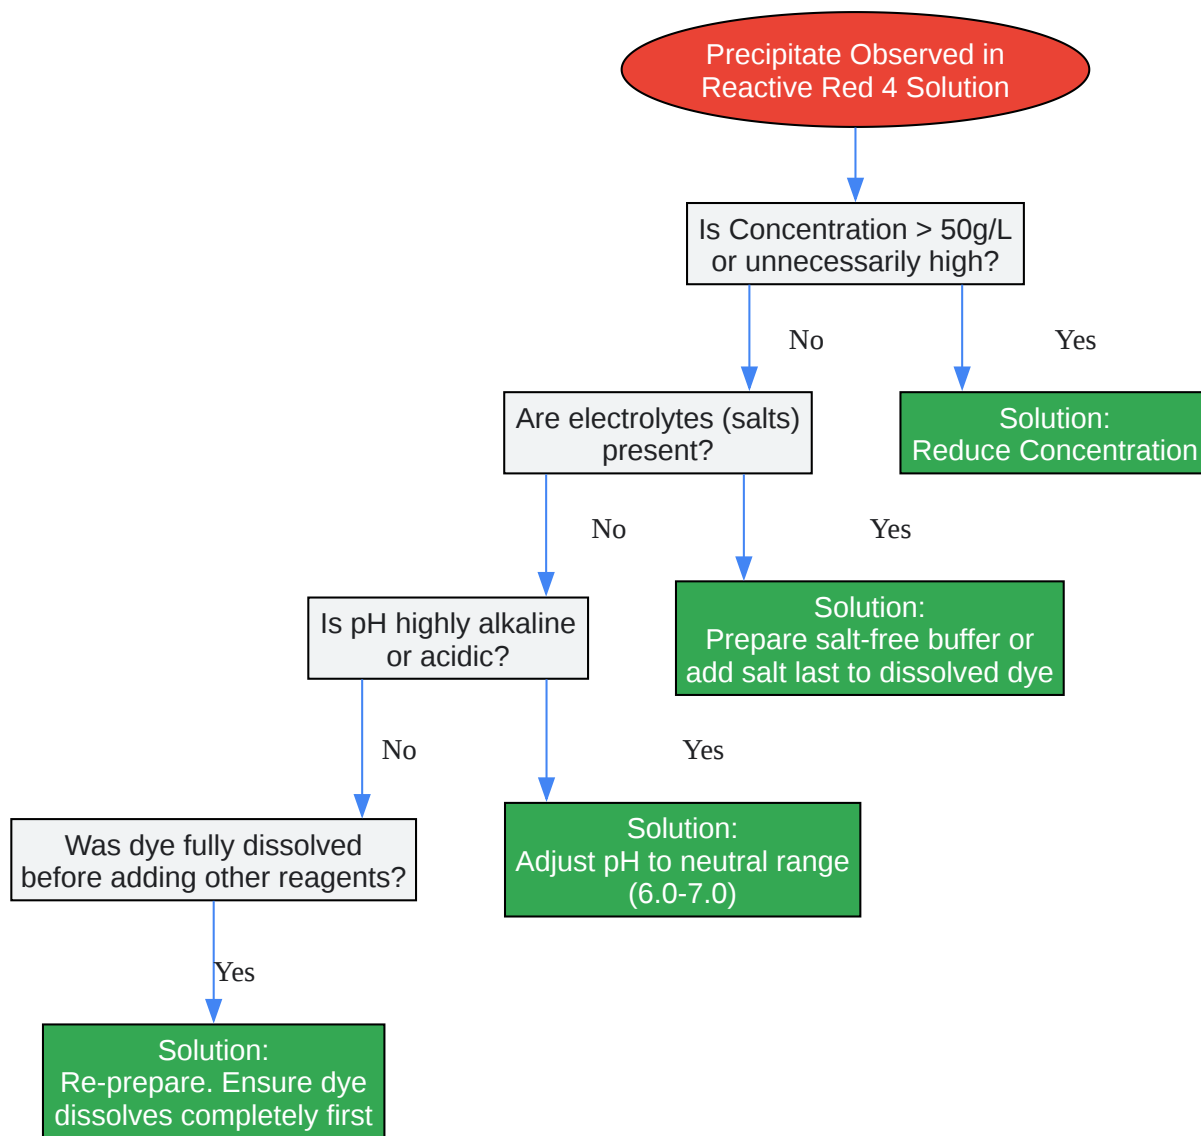 Precipitate Observed in
Reactive Red 4 Solution
Is Concentration > 50g/L
or unnecessarily high?
No
Yes
Are electrolytes (salts)
present?
Solution:
Reduce Concentration
No
Yes
Is pH highly alkaline
or acidic?
Solution:
Prepare salt-free buffer or
add salt last to dissolved dye
No
Yes
Was dye fully dissolved
before adding other reagents?
Solution:
Adjust pH to neutral range
(6.0-7.0)
Yes
Solution:
Re-prepare. Ensure dye
dissolves completely first